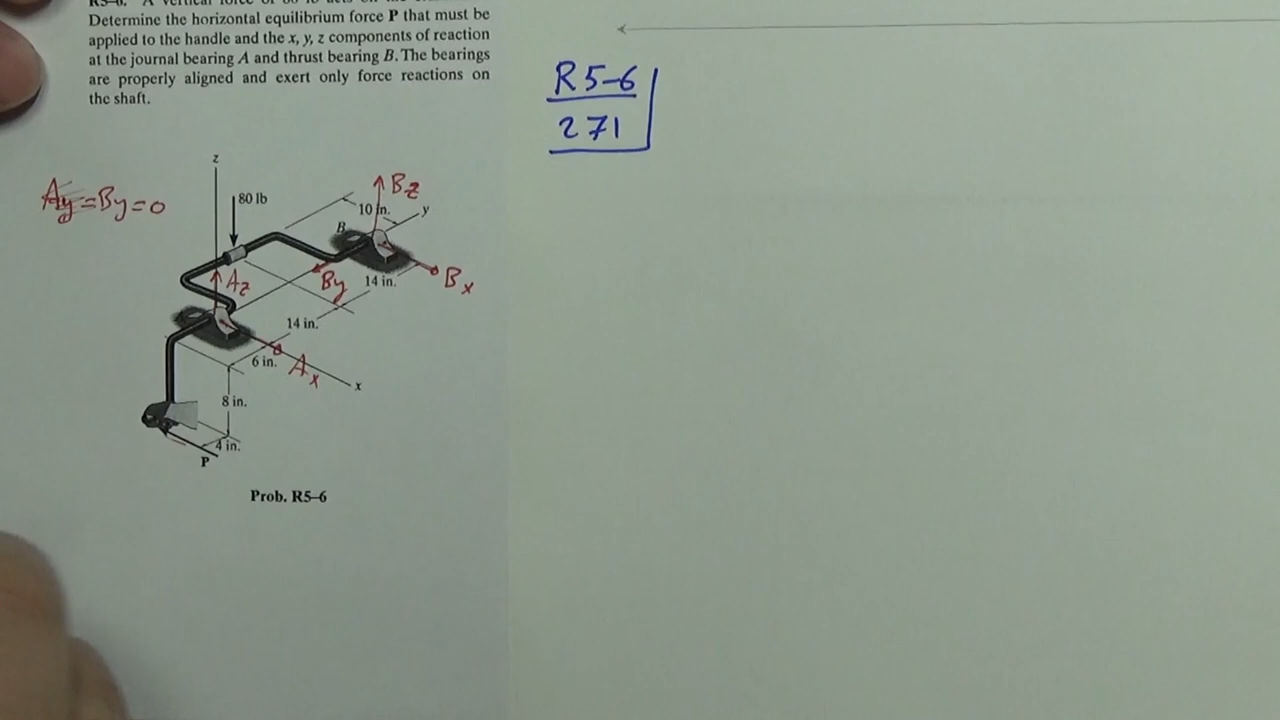 Determine the horizontal equilibrium force P that must be
applied to the handle and the x, y, z components of reaction
at the journal bearing A and thrust bearing B. The bearings
are properly aligned and exert only force reactions on
the shaft.
R5-6
271
z
Ay=By=0
80 lb
Bz
10 in.
y
B
Az
By
14 in.
Bx
14 in.
6 in.
Ax
x
8 in.
4 in.
P
Prob. R5–6